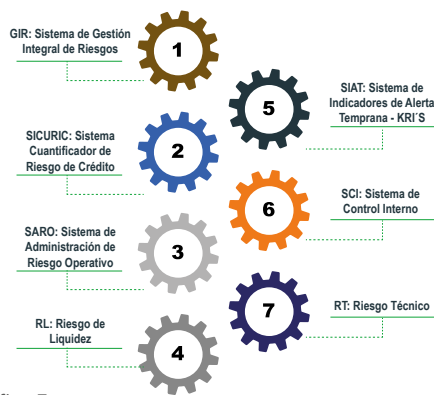 GIR: Sistema de Gestión
Integral de Riesgos
1
SICURIC: Sistema
Cuantificador de
Riesgo de Crédito
2
SARO: Sistema de
Administración de
Riesgo Operativo
3
RL: Riesgo de
Liquidez
4
5
SIAT: Sistema de
Indicadores de Alerta
Temprana - KRI´S
6
SCI: Sistema de
Control Interno
7
RT: Riesgo Técnico